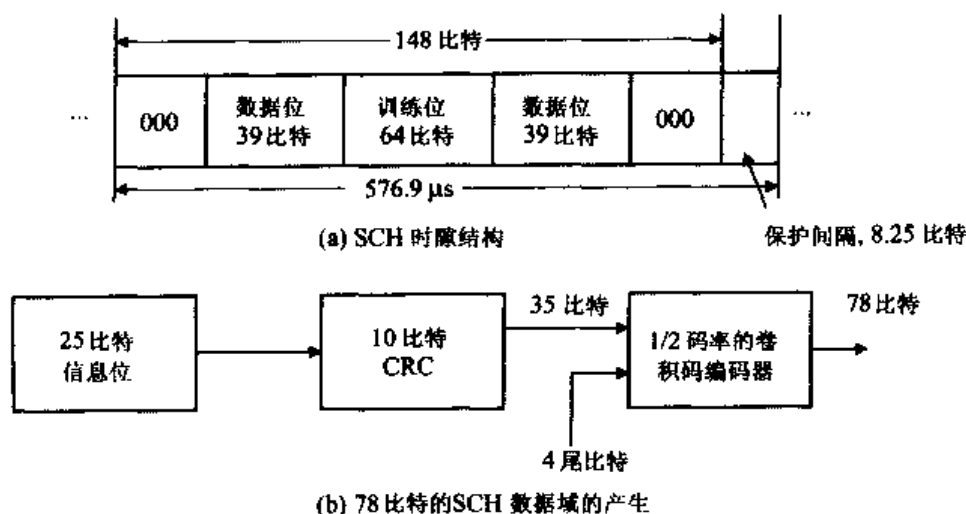 148 比特
... 000 数据位 训练位 数据位 000 ...
39比特 64比特 39比特
576.9 μs
(a) SCH 时隙结构
保护间隔, 8.25 比特
35 比特
78比特
25比特
信息位
10 比特
CRC
1/2 码率的卷
积码编码器
4尾比特
(b) 78比特的SCH 数据域的产生